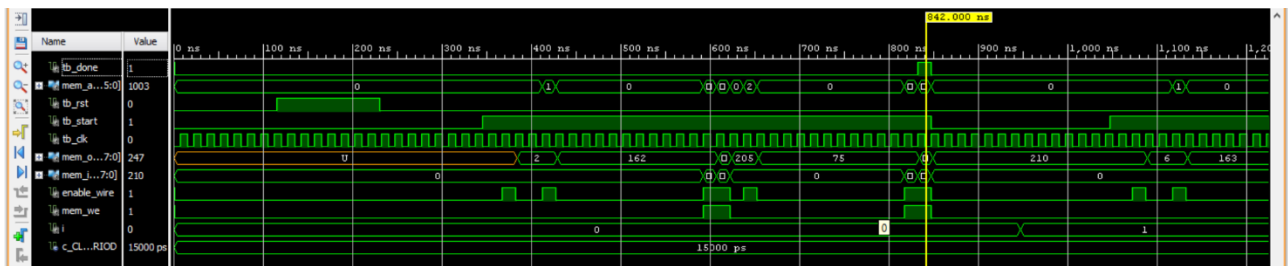 842.000 ns
Name Value 0 ns 100 ns 200 ns 300 ns 400 ns 500 ns 600 ns 700 ns 800 ns 900 ns 1,000 ns 1,100 ns 1,20
tb_done 1
mem_a...5:0] 1003 0 1 0 0 2 0 0 1 0
tb_rst 0
tb_start 1
tb_clk 0
mem_o...7:0] 247 U 2 162 205 75 210 6 163
mem_i...7:0] 210 0 0 0
enable_wire 1
mem_we 1
i 0 0 0 1
c_CL...RIOD 15000 ps 15000 ps